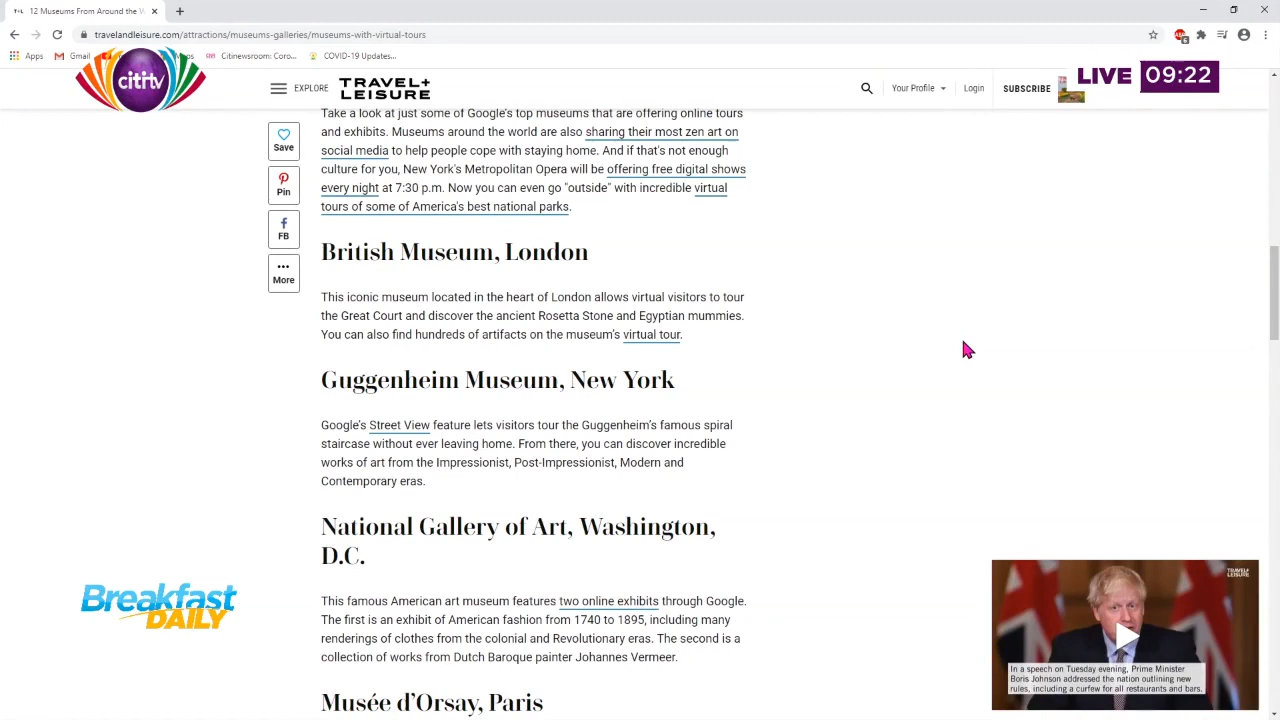 12 Museums From Around the W
travelandleisure.com/attractions/museums-galleries/museums-with-virtual-tours
Apps
Gmail
Maps
Citinewsroom: Coro...
COVID-19 Updates...
citi tv
EXPLORE
TRAVEL+
LEISURE
Your Profile
Login
SUBSCRIBE
LIVE 09:22
Take a look at just some of Google's top museums that are offering online tours
and exhibits. Museums around the world are also sharing their most zen art on
social media to help people cope with staying home. And if that's not enough
culture for you, New York's Metropolitan Opera will be offering free digital shows
every night at 7:30 p.m. Now you can even go "outside" with incredible virtual
tours of some of America's best national parks.
Save
Pin
FB
More
British Museum, London
This iconic museum located in the heart of London allows virtual visitors to tour
the Great Court and discover the ancient Rosetta Stone and Egyptian mummies.
You can also find hundreds of artifacts on the museum's virtual tour.
Guggenheim Museum, New York
Google's Street View feature lets visitors tour the Guggenheim's famous spiral
staircase without ever leaving home. From there, you can discover incredible
works of art from the Impressionist, Post-Impressionist, Modern and
Contemporary eras.
National Gallery of Art, Washington,
D.C.
This famous American art museum features two online exhibits through Google.
The first is an exhibit of American fashion from 1740 to 1895, including many
renderings of clothes from the colonial and Revolutionary eras. The second is a
collection of works from Dutch Baroque painter Johannes Vermeer.
Musée d'Orsay, Paris
Breakfast
DAILY
TRAVEL+
LEISURE
In a speech on Tuesday evening, Prime Minister
Boris Johnson addressed the nation outlining new
rules, including a curfew for all restaurants and bars.